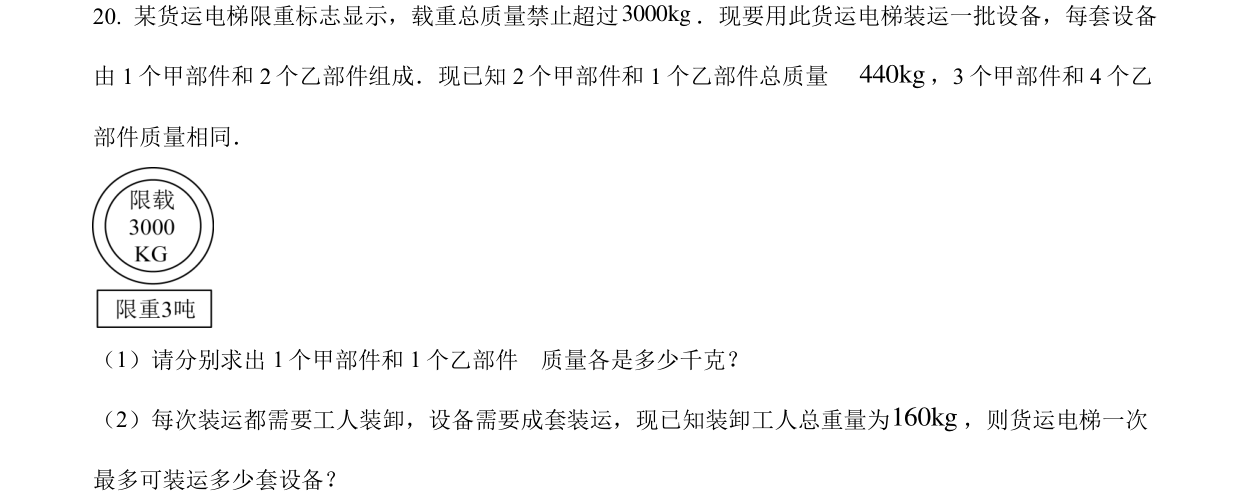 20. 某货运电梯限重标志显示，载重总质量禁止超过3000kg．现要用此货运电梯装运一批设备，每套设备
由 1 个甲部件和 2 个乙部件组成．现已知 2 个甲部件和 1 个乙部件总质量 440kg，3 个甲部件和 4 个乙
部件质量相同．
限载
3000
KG
限重3吨
（1）请分别求出 1 个甲部件和 1 个乙部件 质量各是多少千克？
（2）每次装运都需要工人装卸，设备需要成套装运，现已知装卸工人总重量为160kg，则货运电梯一次
最多可装运多少套设备？